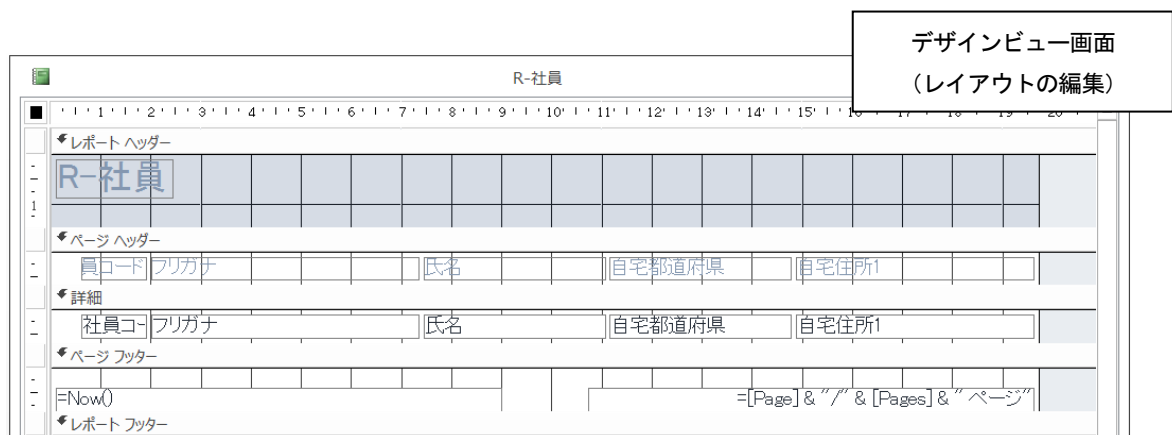 デザインビュー画面
（レイアウトの編集）
R-社員
1 2 3 4 5 6 7 8 9 10 11 12 13 14 15 16 17 18 19 20
レポート ヘッダー
R-社員
1
ページ ヘッダー
員コード フリガナ 氏名 自宅都道府県 自宅住所1
詳細
社員コー フリガナ 氏名 自宅都道府県 自宅住所1
ページ フッター
=Now() =[Page] & "/" & [Pages] & " ページ"
レポート フッター